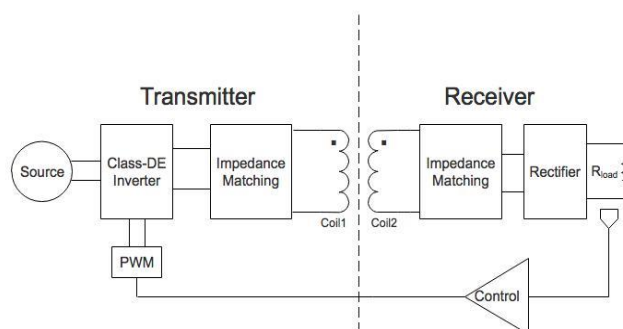 Transmitter
Receiver
Source
Class-DE
Inverter
Impedance
Matching
Coil1
Coil2
Impedance
Matching
Rectifier
Rload
PWM
Control